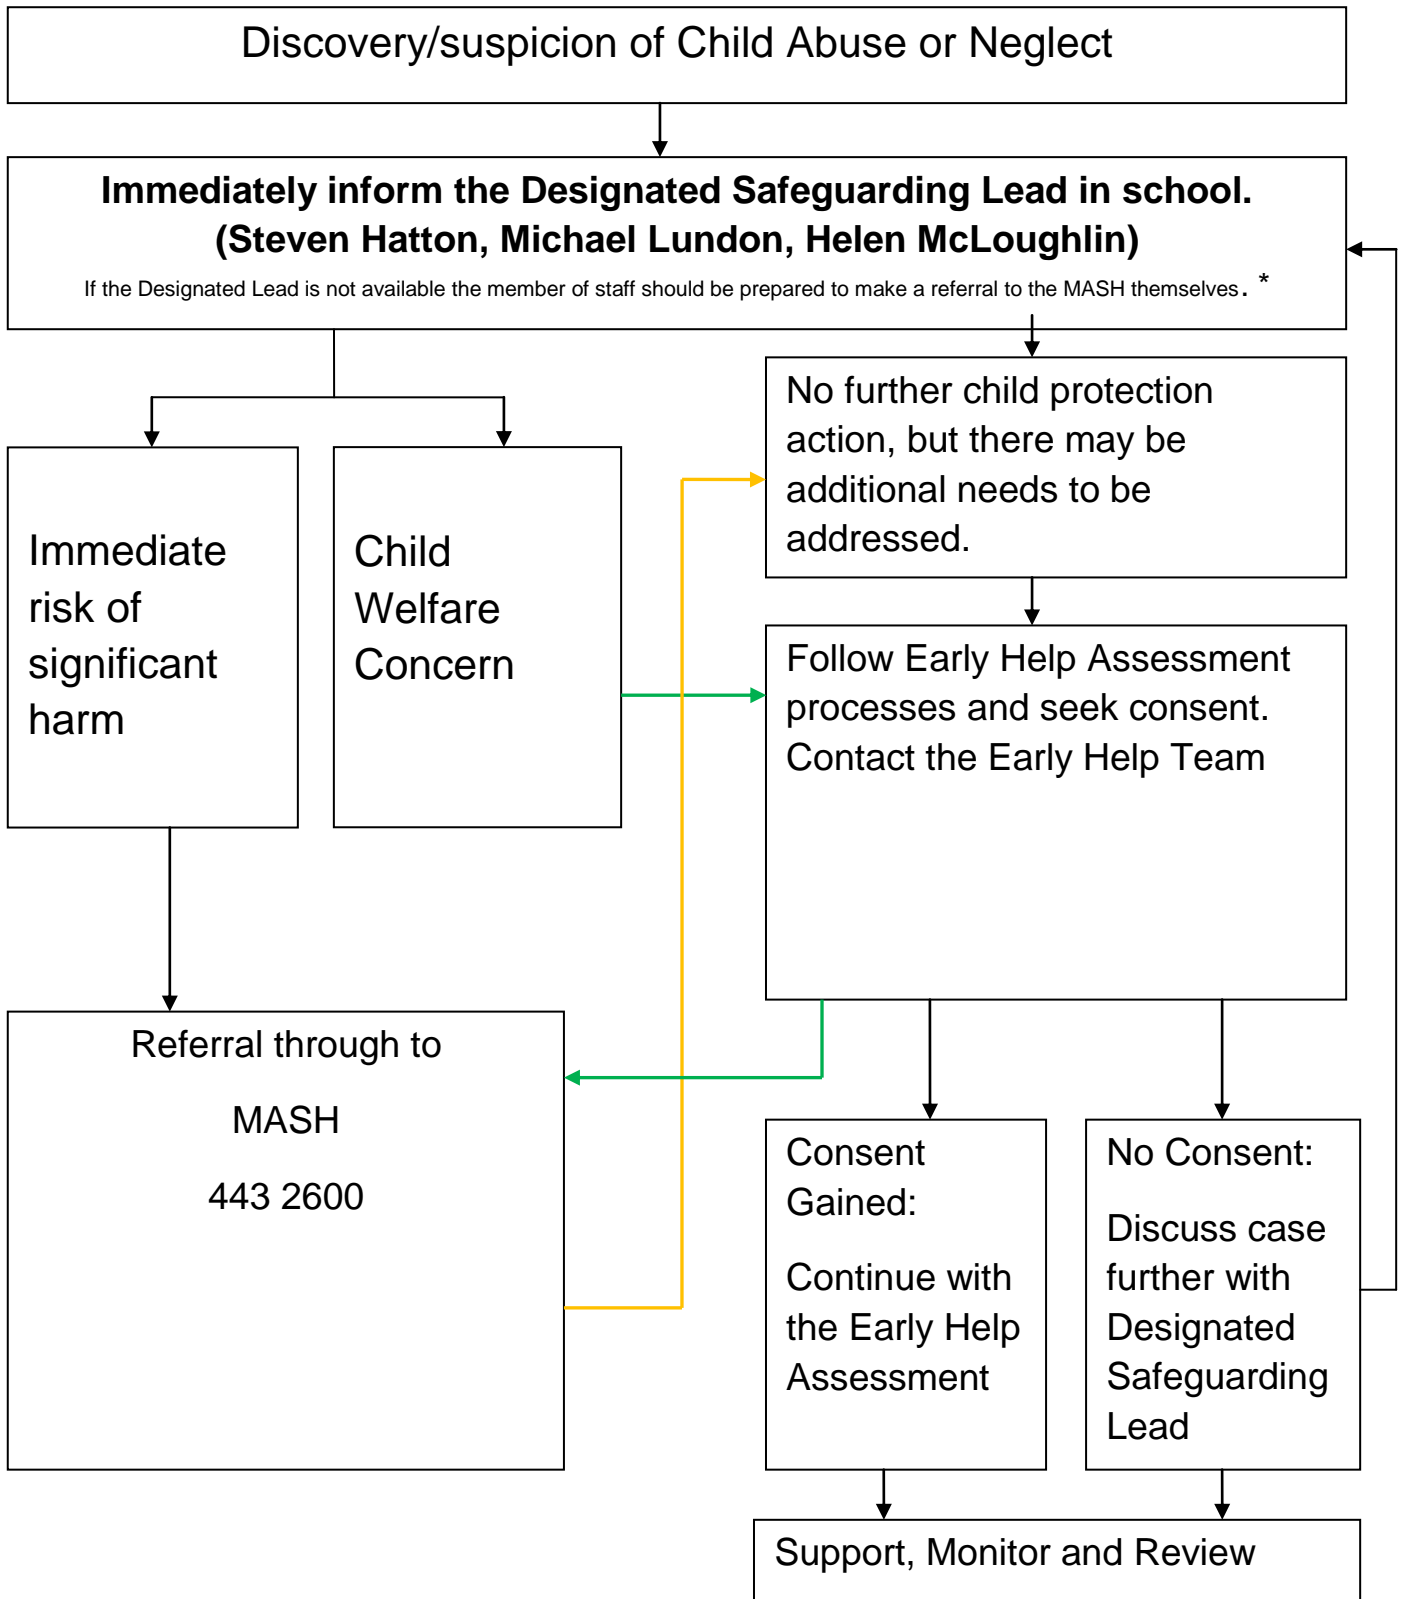 Discovery/suspicion of Child Abuse or Neglect
Immediately inform the Designated Safeguarding Lead in school.
(Steven Hatton, Michael Lundon, Helen McLoughlin)
If the Designated Lead is not available the member of staff should be prepared to make a referral to the MASH themselves. *
No further child protection
action, but there may be
additional needs to be
addressed.
Immediate
risk of
significant
harm
Child
Welfare
Concern
Follow Early Help Assessment
processes and seek consent.
Contact the Early Help Team
Referral through to
MASH
443 2600
Consent
Gained:
Continue with
the Early Help
Assessment
No Consent:
Discuss case
further with
Designated
Safeguarding
Lead
Support, Monitor and Review